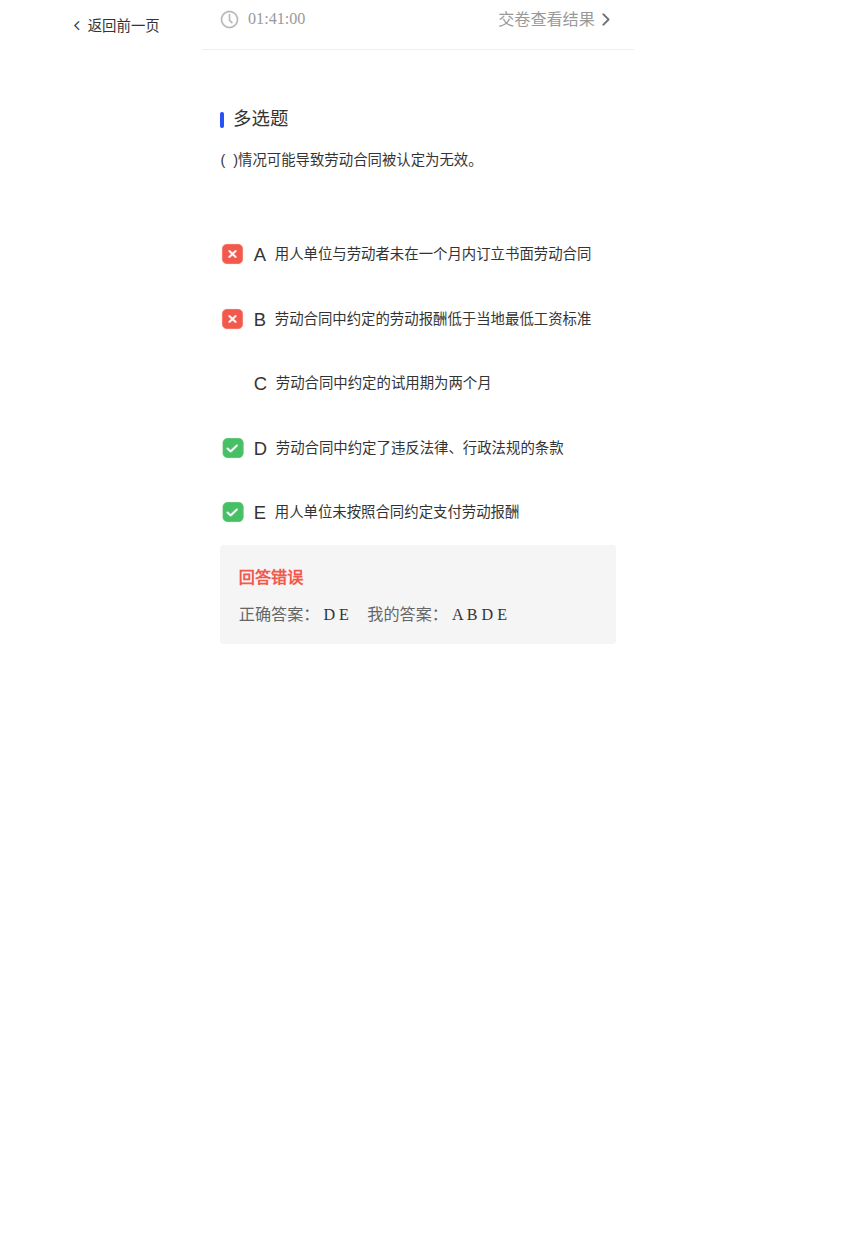 返回前一页
01:41:00 交卷查看结果
多选题
( )情况可能导致劳动合同被认定为无效。
A 用人单位与劳动者未在一个月内订立书面劳动合同
B 劳动合同中约定的劳动报酬低于当地最低工资标准
C 劳动合同中约定的试用期为两个月
D 劳动合同中约定了违反法律、行政法规的条款
E 用人单位未按照合同约定支付劳动报酬
回答错误
正确答案： D E 我的答案： A B D E